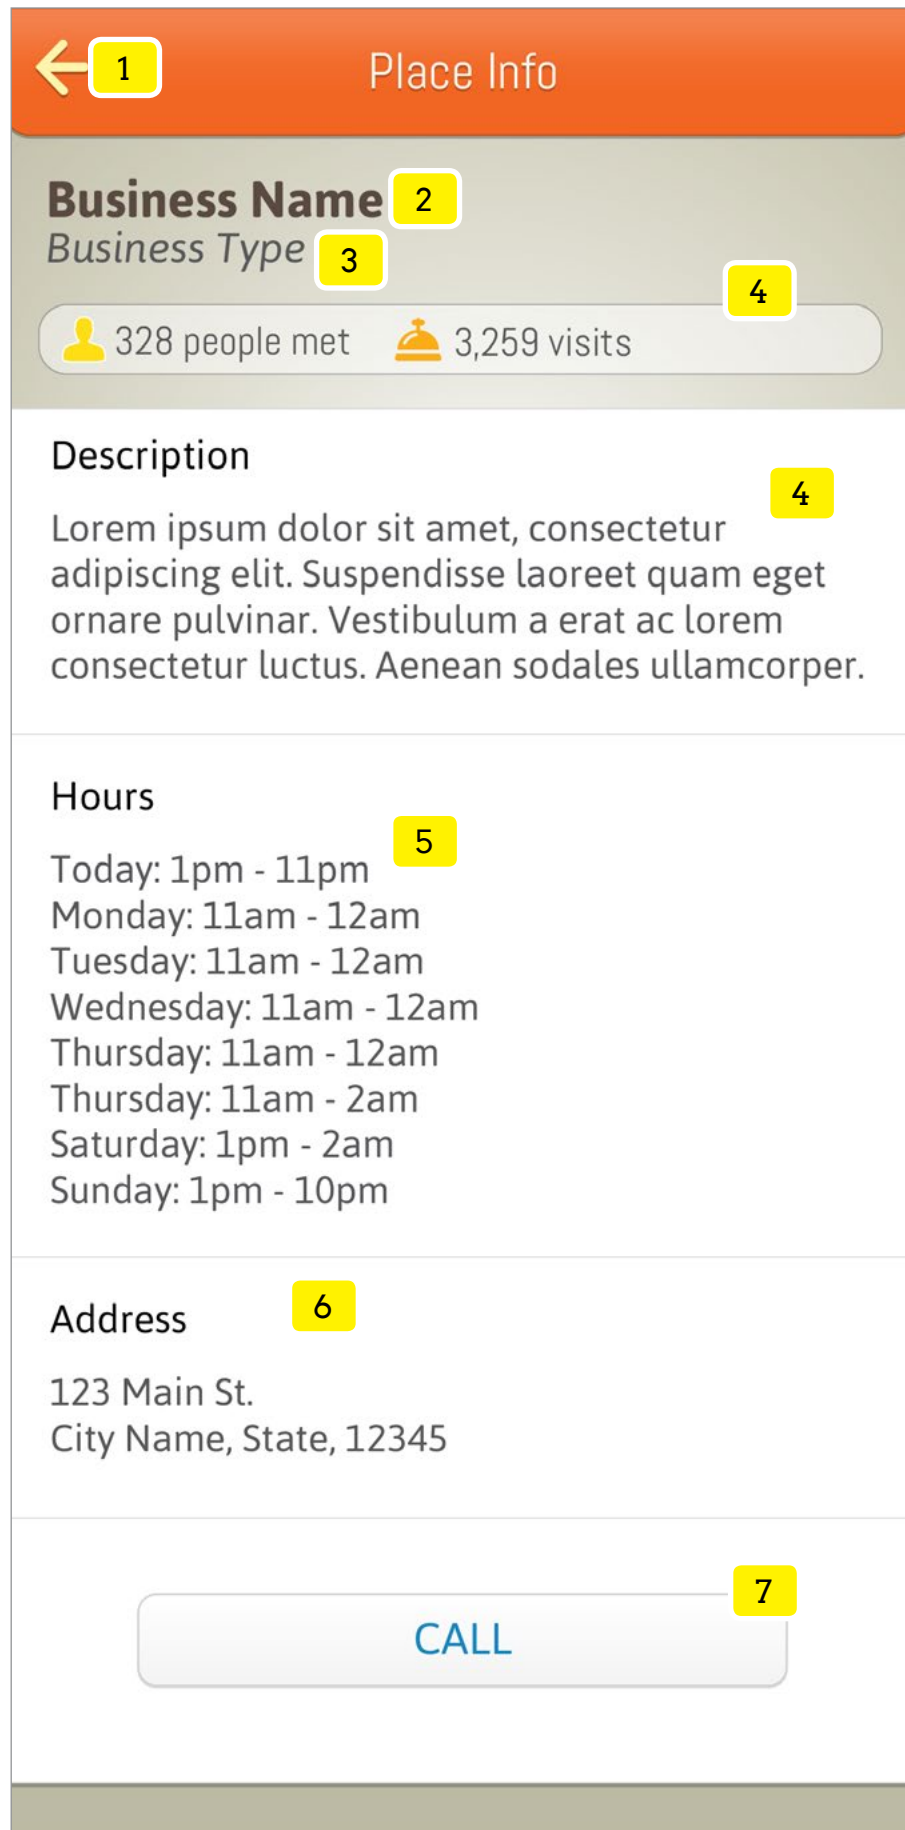 1
Place Info
Business Name 2
Business Type 3
4
328 people met 3,259 visits
Description
4
Lorem ipsum dolor sit amet, consectetur
adipiscing elit. Suspendisse laoreet quam eget
ornare pulvinar. Vestibulum a erat ac lorem
consectetur luctus. Aenean sodales ullamcorper.
Hours
5
Today: 1pm - 11pm
Monday: 11am - 12am
Tuesday: 11am - 12am
Wednesday: 11am - 12am
Thursday: 11am - 12am
Thursday: 11am - 2am
Saturday: 1pm - 2am
Sunday: 1pm - 10pm
Address 6
123 Main St.
City Name, State, 12345
7
CALL